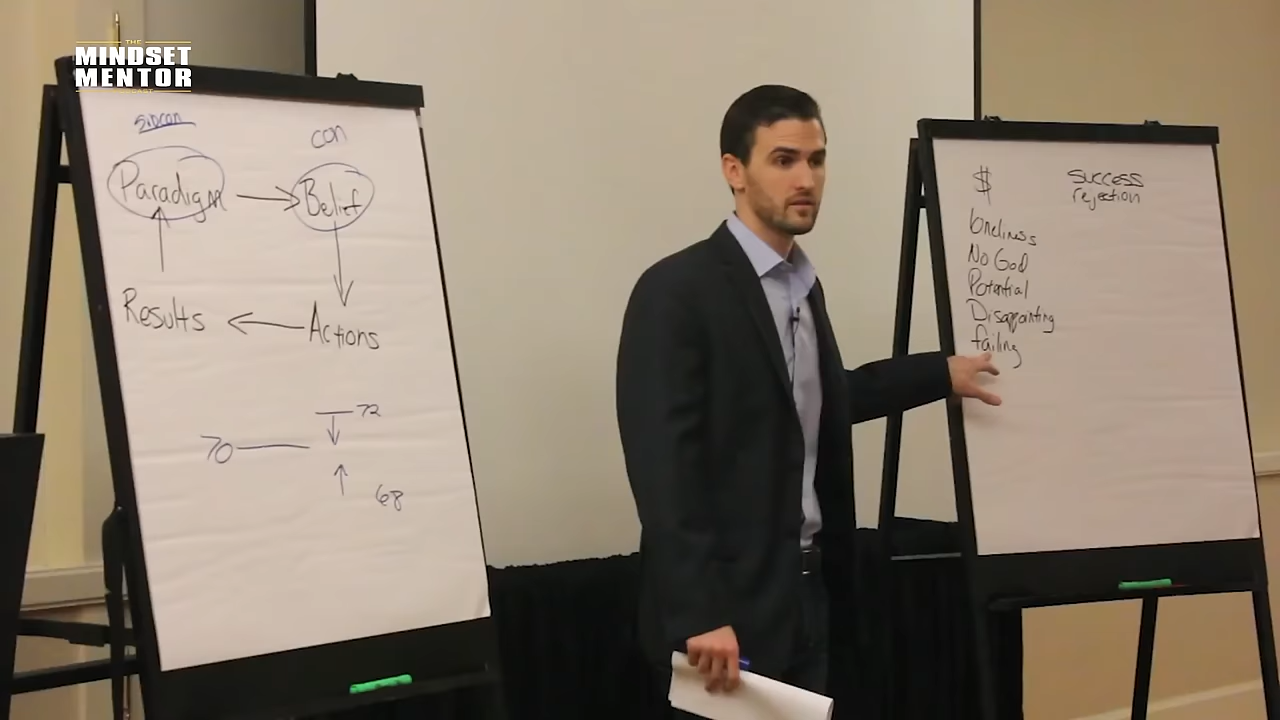 THE
MINDSET
MENTOR
subcon
con
Paradigm
Belief
Results
Actions
72
70
68
$
success
rejection
loneliness
No God
Potential
Disappointing
failing